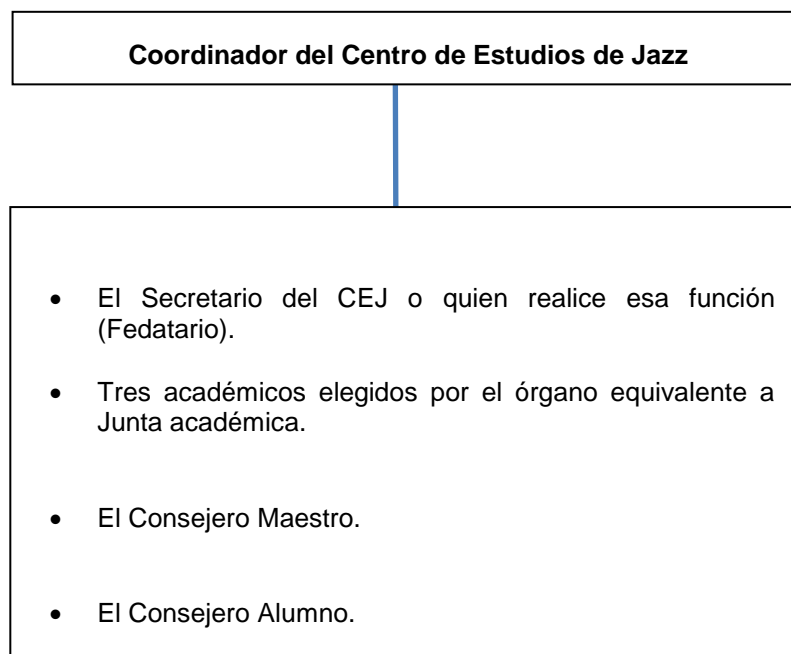 Coordinador del Centro de Estudios de Jazz
• El Secretario del CEJ o quien realice esa función
(Fedatario).
• Tres académicos elegidos por el órgano equivalente a
Junta académica.
• El Consejero Maestro.
• El Consejero Alumno.